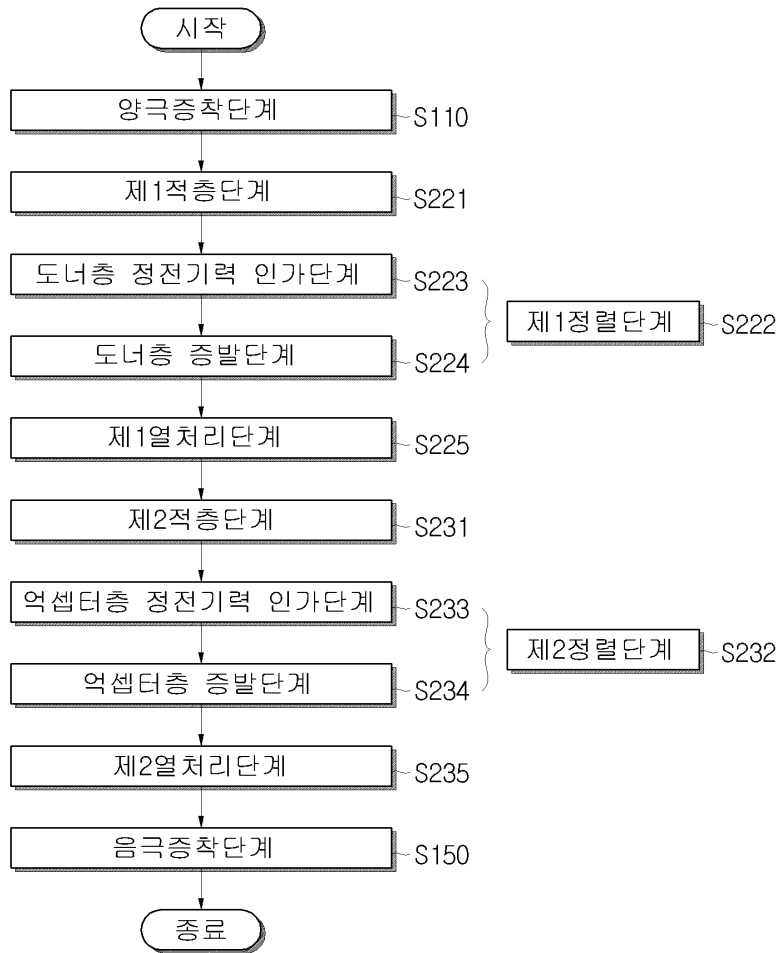 시작
양극증착단계 S110
제1적층단계 S221
도너층 정전기력 인가단계 S223
제1정렬단계 S222
도너층 증발단계 S224
제1열처리단계 S225
제2적층단계 S231
억셉터층 정전기력 인가단계 S233
제2정렬단계 S232
억셉터층 증발단계 S234
제2열처리단계 S235
음극증착단계 S150
종료